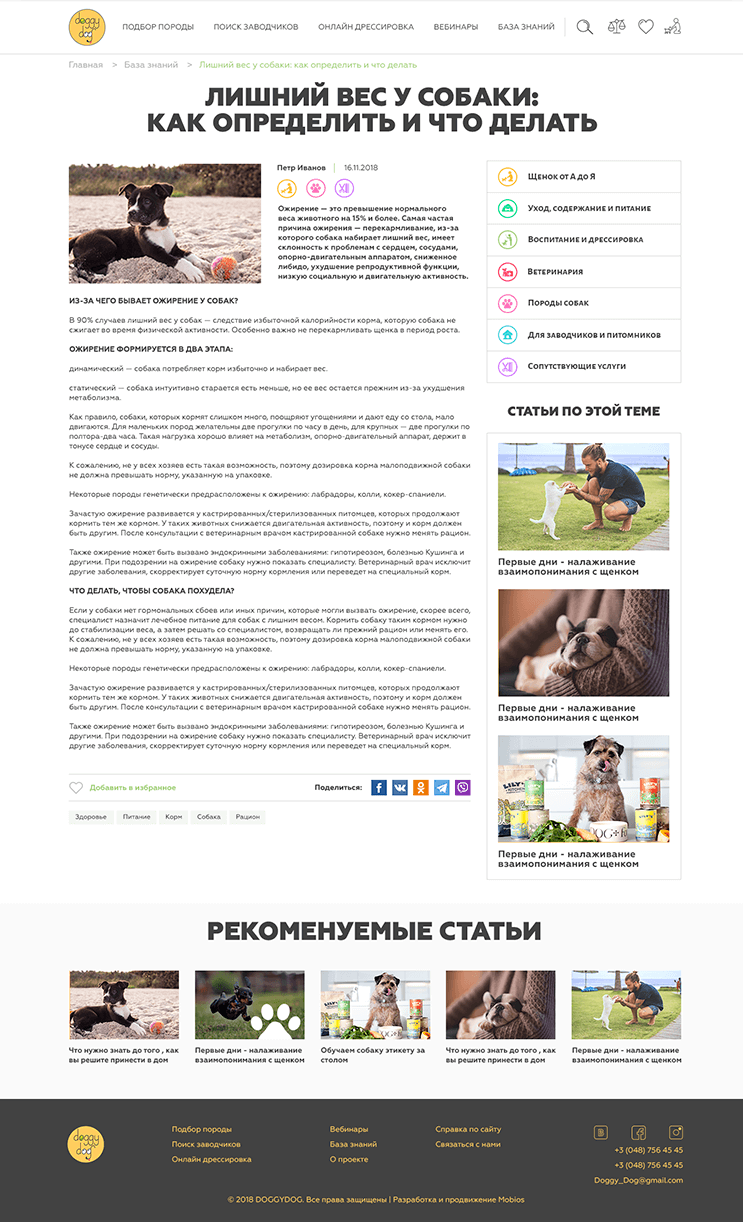 doggy
dog
ПОДБОР ПОРОДЫ
ПОИСК ЗАВОДЧИКОВ
ОНЛАЙН ДРЕССИРОВКА
ВЕБИНАРЫ
БАЗА ЗНАНИЙ
Главная > База знаний > Лишний вес у собаки: как определить и что делать
ЛИШНИЙ ВЕС У СОБАКИ:
КАК ОПРЕДЕЛИТЬ И ЧТО ДЕЛАТЬ
Петр Иванов | 16.11.2018
Ожирение — это превышение нормального
веса животного на 15% и более. Самая частая
причина ожирения — перекармливание, из-за
которого собака набирает лишний вес, имеет
склонность к проблемам с сердцем, сосудами,
опорно-двигательным аппаратом, сниженное
либидо, ухудшение репродуктивной функции,
низкую социальную и двигательную активность.
ИЗ-ЗА ЧЕГО БЫВАЕТ ОЖИРЕНИЕ У СОБАК?
В 90% случаев лишний вес у собак — следствие избыточной калорийности корма, которую собака не
сжигает во время физической активности. Особенно важно не перекармливать щенка в период роста.
ОЖИРЕНИЕ ФОРМИРУЕТСЯ В ДВА ЭТАПА:
динамический — собака потребляет корм избыточно и набирает вес.
статический — собака интуитивно старается есть меньше, но ее вес остается прежним из-за ухудшения
метаболизма.
Как правило, собаки, которых кормят слишком много, поощряют угощениями и дают еду со стола, мало
двигаются. Для маленьких пород желательны две прогулки по часу в день, для крупных — две прогулки по
полтора-два часа. Такая нагрузка хорошо влияет на метаболизм, опорно-двигательный аппарат, держит в
тонусе сердце и сосуды.
К сожалению, не у всех хозяев есть такая возможность, поэтому дозировка корма малоподвижной собаки
не должна превышать норму, указанную на упаковке.
Некоторые породы генетически предрасположены к ожирению: лабрадоры, колли, кокер-спаниели.
Зачастую ожирение развивается у кастрированных/стерилизованных питомцев, которых продолжают
кормить тем же кормом. У таких животных снижается двигательная активность, поэтому и корм должен
быть другим. После консультации с ветеринарным врачом кастрированной собаке нужно менять рацион.
Также ожирение может быть вызвано эндокринными заболеваниями: гипотиреозом, болезнью Кушинга и
другими. При подозрении на ожирение собаку нужно показать специалисту. Ветеринарный врач исключит
другие заболевания, скорректирует суточную норму кормления или переведет на специальный корм.
ЧТО ДЕЛАТЬ, ЧТОБЫ СОБАКА ПОХУДЕЛА?
Если у собаки нет гормональных сбоев или иных причин, которые могли вызвать ожирение, скорее всего,
специалист назначит лечебное питание для собак с лишним весом. Кормить собаку таким кормом нужно
до стабилизации веса, а затем решать со специалистом, возвращать ли прежний рацион или менять его.
К сожалению, не у всех хозяев есть такая возможность, поэтому дозировка корма малоподвижной собаки
не должна превышать норму, указанную на упаковке.
Некоторые породы генетически предрасположены к ожирению: лабрадоры, колли, кокер-спаниели.
Зачастую ожирение развивается у кастрированных/стерилизованных питомцев, которых продолжают
кормить тем же кормом. У таких животных снижается двигательная активность, поэтому и корм должен
быть другим. После консультации с ветеринарным врачом кастрированной собаке нужно менять рацион.
Также ожирение может быть вызвано эндокринными заболеваниями: гипотиреозом, болезнью Кушинга и
другими. При подозрении на ожирение собаку нужно показать специалисту. Ветеринарный врач исключит
другие заболевания, скорректирует суточную норму кормления или переведет на специальный корм.
Добавить в избранное
Поделиться:
Здоровье
Питание
Корм
Собака
Рацион
Щенок от А до Я
Уход, содержание и питание
Воспитание и дрессировка
Ветеринария
Породы собак
Для заводчиков и питомников
Сопутствующие услуги
СТАТЬИ ПО ЭТОЙ ТЕМЕ
Первые дни - налаживание
взаимопонимания с щенком
Первые дни - налаживание
взаимопонимания с щенком
LILY'S
Первые дни - налаживание
взаимопонимания с щенком
РЕКОМЕНУЕМЫЕ СТАТЬИ
Что нужно знать до того , как
вы решите принести в дом
Первые дни - налаживание
взаимопонимания с щенком
Обучаем собаку этикету за
столом
Что нужно знать до того , как
вы решите принести в дом
Первые дни - налаживание
взаимопонимания с щенком
doggy
dog
Подбор породы
Поиск заводчиков
Онлайн дрессировка
Вебинары
База знаний
О проекте
Справка по сайту
Связаться с нами
+3 (048) 756 45 45
+3 (048) 756 45 45
Doggy_Dog@gmail.com
© 2018 DOGGYDOG. Все права защищены | Разработка и продвижение Mobios